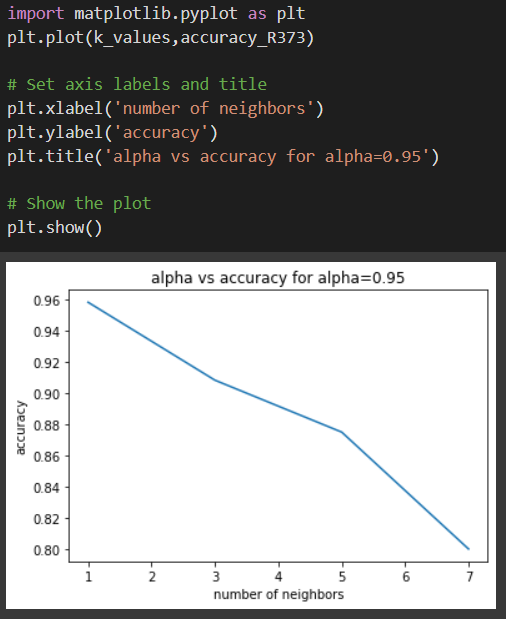 import matplotlib.pyplot as plt
plt.plot(k_values,accuracy_R373)
# Set axis labels and title
plt.xlabel('number of neighbors')
plt.ylabel('accuracy')
plt.title('alpha vs accuracy for alpha=0.95')
# Show the plot
plt.show()
alpha vs accuracy for alpha=0.95
0.96
0.94
0.92
0.90
0.88
0.86
0.84
0.82
0.80
accuracy
1 2 3 4 5 6 7
number of neighbors